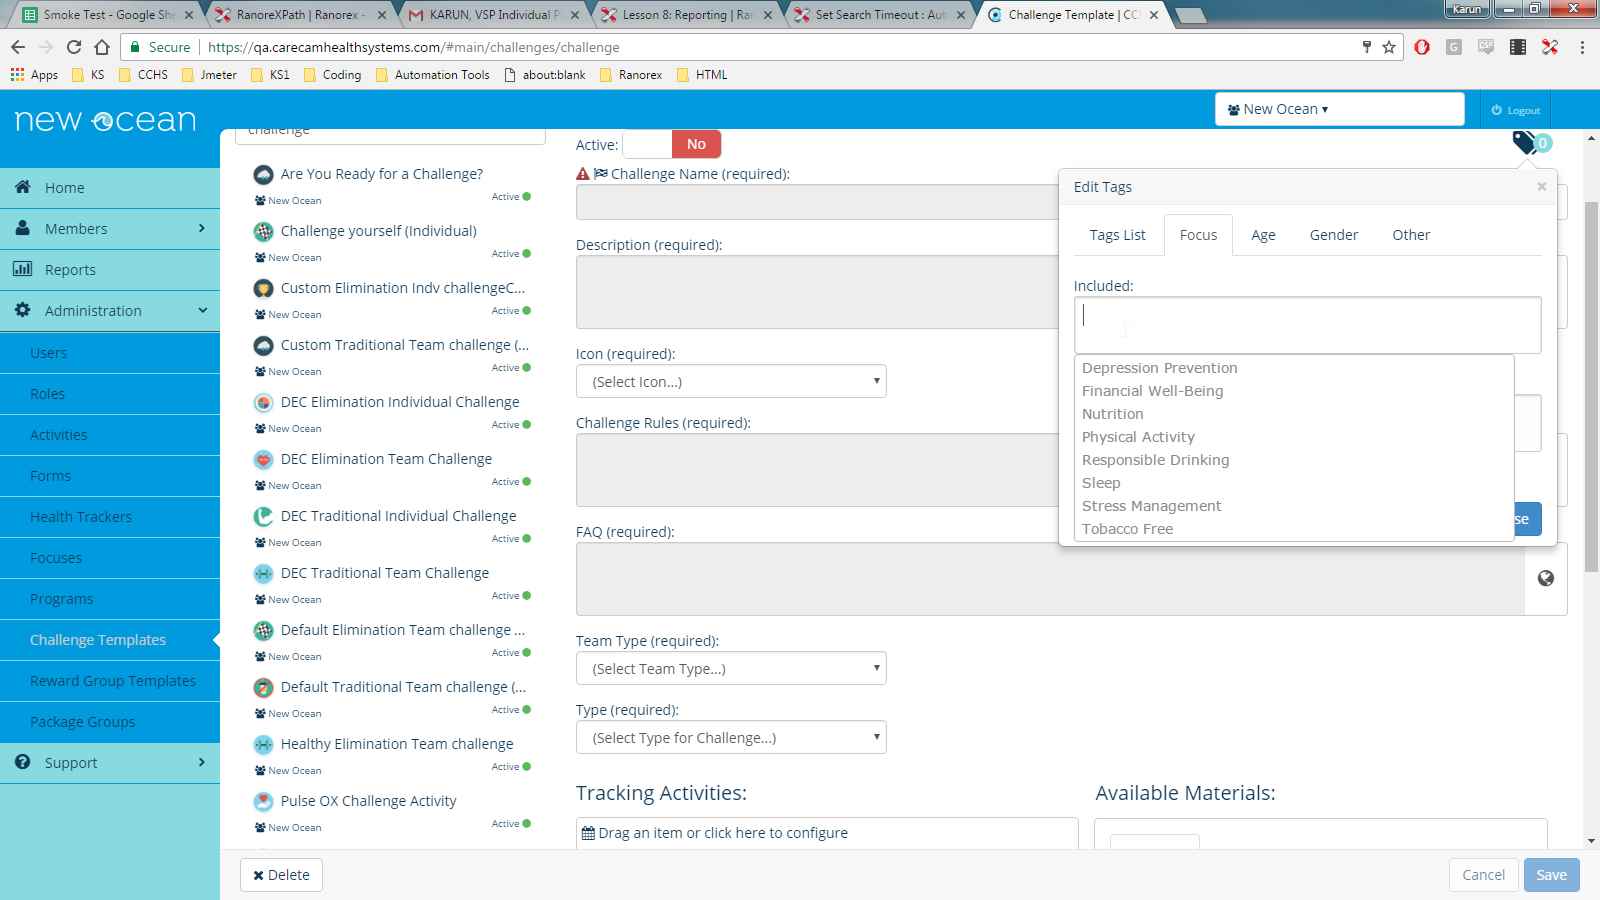 Smoke Test - Google She
RanoreXPath | Ranorex -
KARUN, VSP Individual P
Lesson 8: Reporting | Ra
Set Search Timeout : Aut
Challenge Template | CC
Karun
Secure
https://qa.carecamhealthsystems.com/#main/challenges/challenge
Apps
KS
CCHS
Jmeter
KS1
Coding
Automation Tools
about:blank
Ranorex
HTML
new ocean
New Ocean ▾
Logout
Home
Members
Reports
Administration
Users
Roles
Activities
Forms
Health Trackers
Focuses
Programs
Challenge Templates
Reward Group Templates
Package Groups
Support
challenge
Are You Ready for a Challenge?
New Ocean Active
Challenge yourself (Individual)
New Ocean Active
Custom Elimination Indv challengeC...
New Ocean Active
Custom Traditional Team challenge (...
New Ocean Active
DEC Elimination Individual Challenge
New Ocean Active
DEC Elimination Team Challenge
New Ocean Active
DEC Traditional Individual Challenge
New Ocean Active
DEC Traditional Team Challenge
New Ocean Active
Default Elimination Team challenge ...
New Ocean Active
Default Traditional Team challenge (...
New Ocean Active
Healthy Elimination Team challenge
New Ocean Active
Pulse OX Challenge Activity
New Ocean Active
Active: No
Challenge Name (required):
Description (required):
Icon (required):
(Select Icon...)
Challenge Rules (required):
FAQ (required):
Team Type (required):
(Select Team Type...)
Type (required):
(Select Type for Challenge...)
Tracking Activities:
Drag an item or click here to configure
Available Materials:
0
Edit Tags
×
Tags List Focus Age Gender Other
Included:
Depression Prevention
Financial Well-Being
Nutrition
Physical Activity
Responsible Drinking
Sleep
Stress Management
Tobacco Free
se
Delete
Cancel
Save